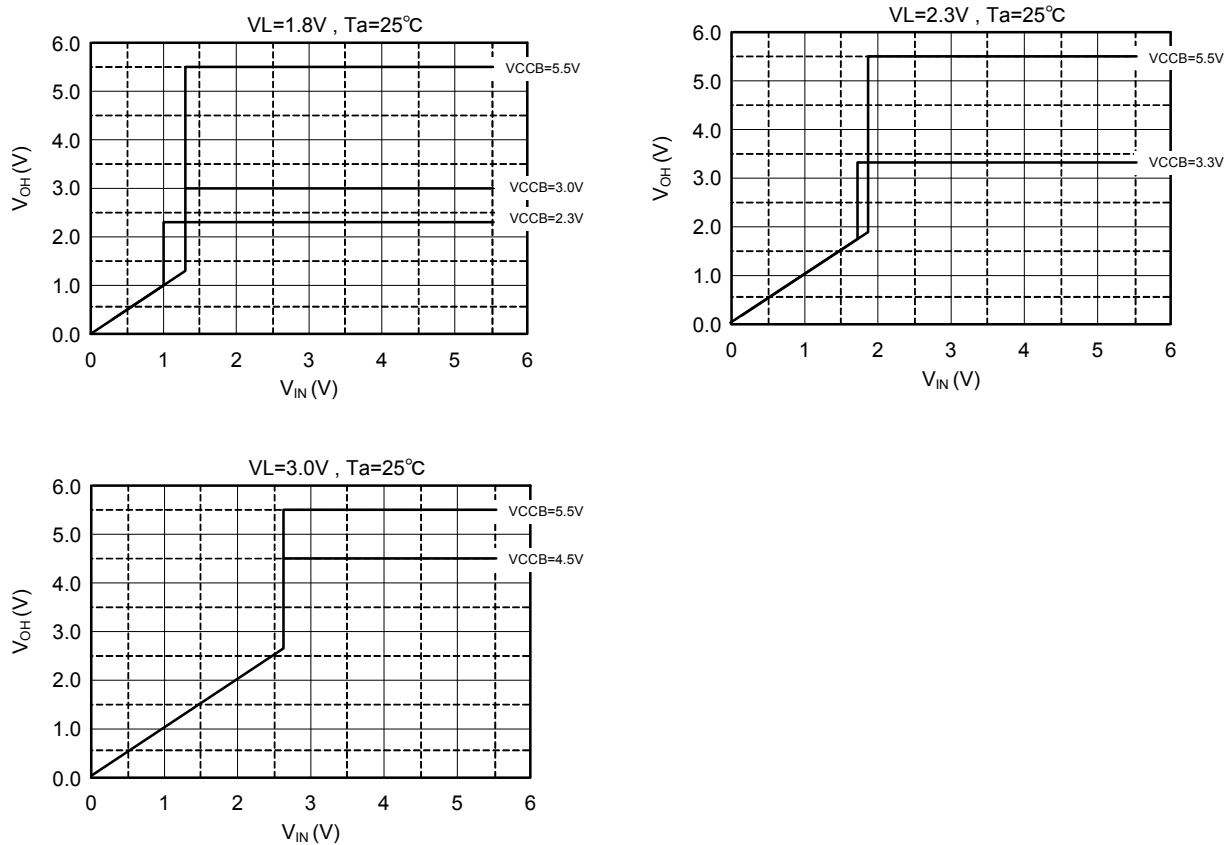 VL=1.8V , Ta=25℃
6.0
5.0
4.0
3.0
2.0
1.0
0.0
VOH (V)
VCCB=5.5V
VCCB=3.0V
VCCB=2.3V
0 1 2 3 4 5 6
VIN (V)
VL=2.3V , Ta=25℃
6.0
5.0
4.0
3.0
2.0
1.0
0.0
VOH (V)
VCCB=5.5V
VCCB=3.3V
0 1 2 3 4 5 6
VIN (V)
VL=3.0V , Ta=25℃
6.0
5.0
4.0
3.0
2.0
1.0
0.0
VOH (V)
VCCB=5.5V
VCCB=4.5V
0 1 2 3 4 5 6
VIN (V)